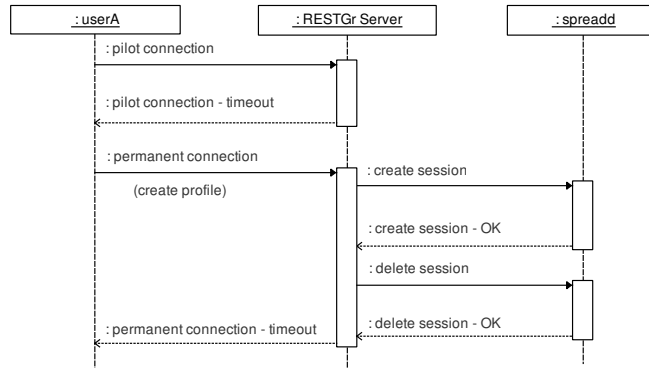 : userA
: RESTGr Server
: spreadd
: pilot connection
: pilot connection - timeout
: permanent connection
: create session
(create profile)
: create session - OK
: delete session
: permanent connection - timeout
: delete session - OK